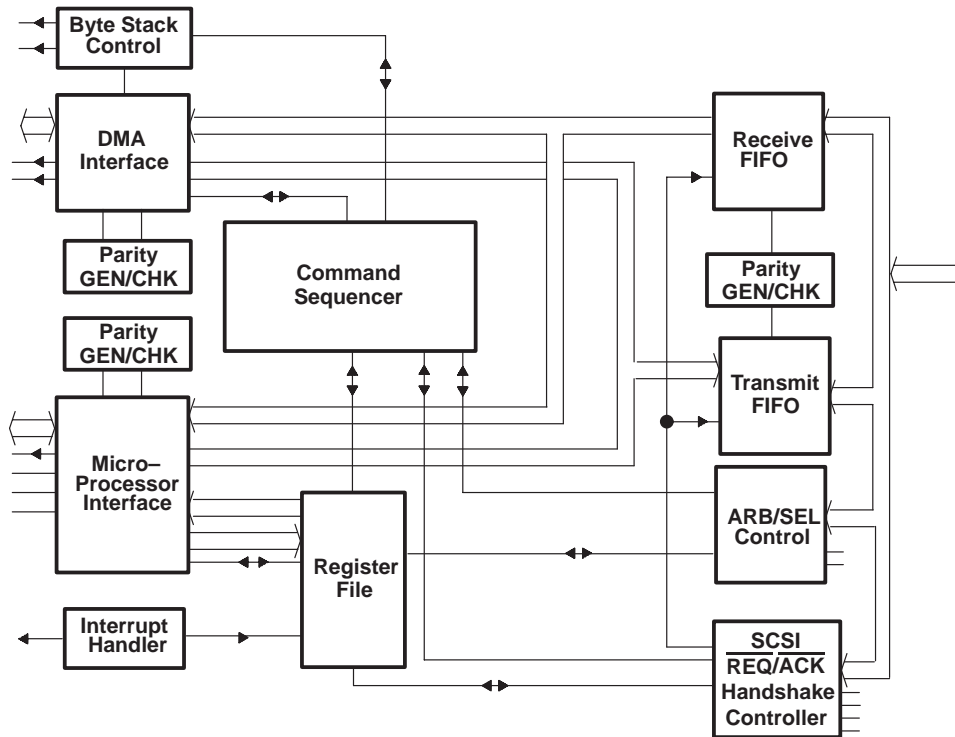 Byte Stack
Control
DMA
Interface
Receive
FIFO
Parity
GEN/CHK
Command
Sequencer
Parity
GEN/CHK
Parity
GEN/CHK
Transmit
FIFO
Micro–
Processor
Interface
ARB/SEL
Control
Register
File
Interrupt
Handler
SCSI
REQ/ACK
Handshake
Controller